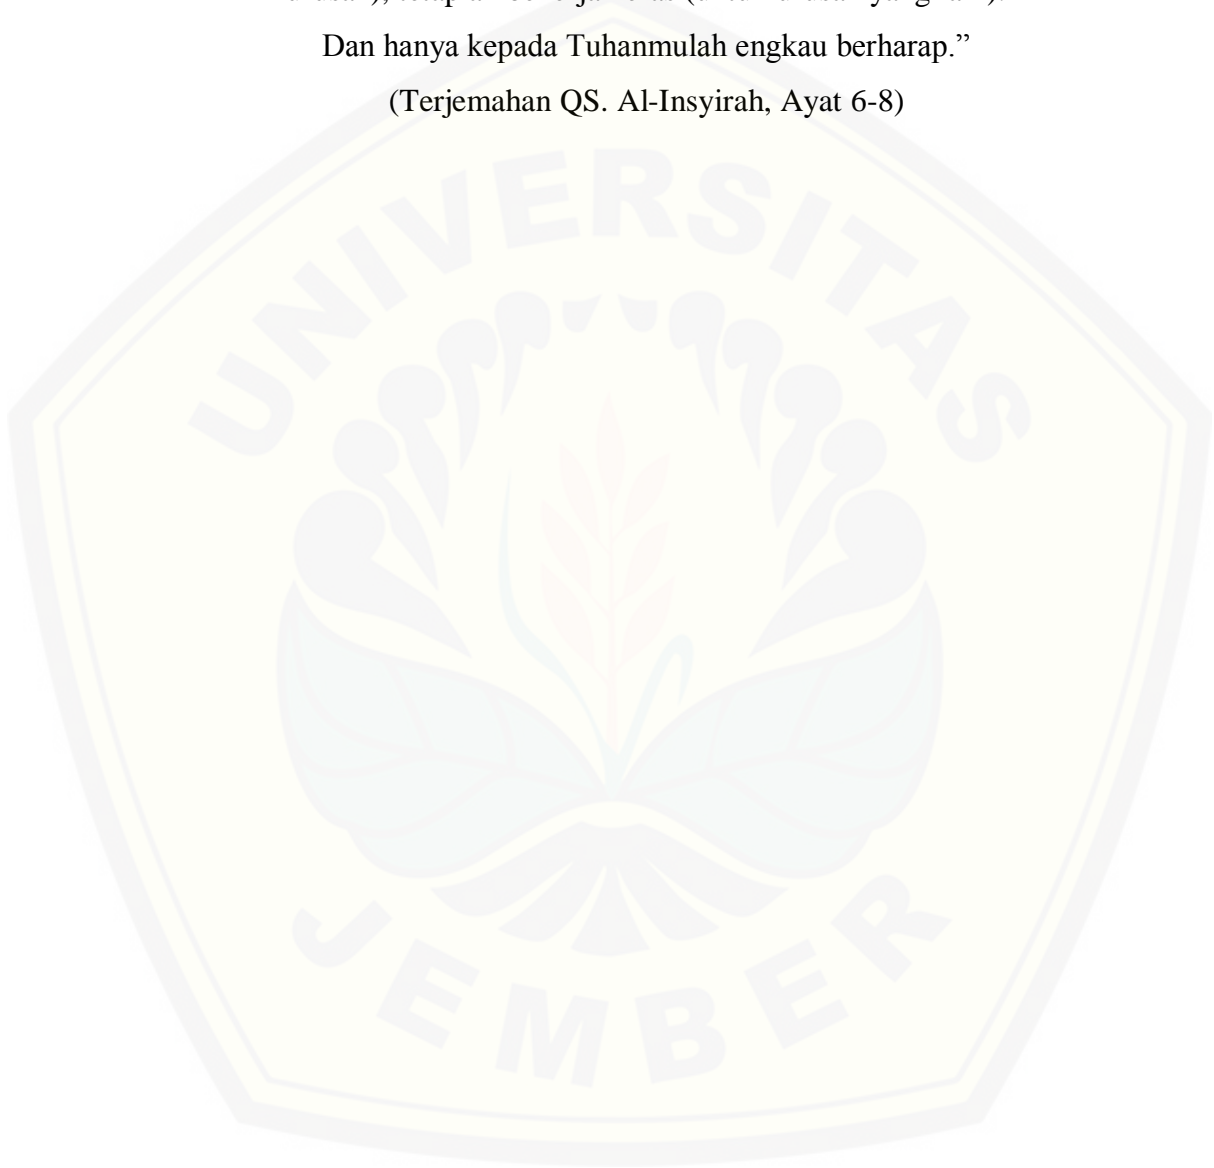 Dan hanya kepada Tuhanmulah engkau berharap.”
(Terjemahan QS. Al-Insyirah, Ayat 6-8)
UNIVERSITAS
JEMBER